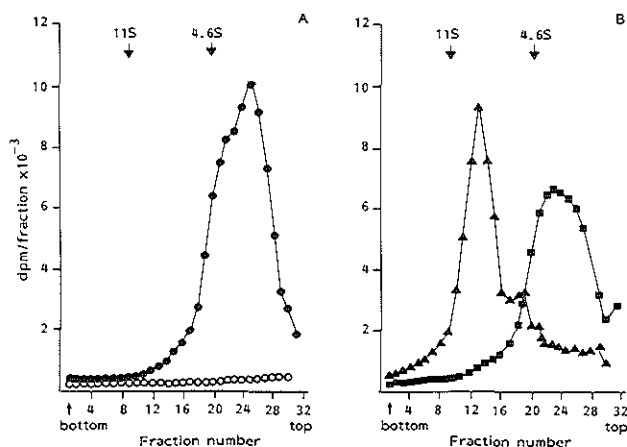 A
11S 4.6S
12
10
8
6
4
2
dpm/fraction x10⁻³
↑ 4 8 12 16 20 24 28 32
bottom top
Fraction number
B
11S 4.6S
12
10
8
6
4
2
↑ 4 8 12 16 20 24 28 32
bottom top
Fraction number